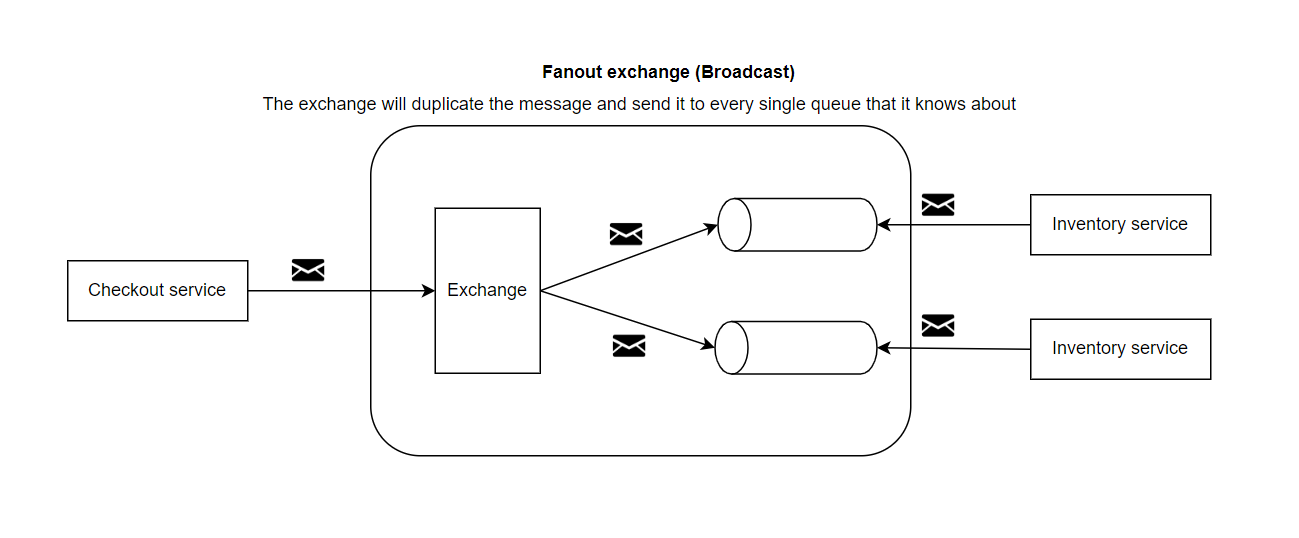 Fanout exchange (Broadcast)
The exchange will duplicate the message and send it to every single queue that it knows about
Checkout service
Exchange
Inventory service
Inventory service